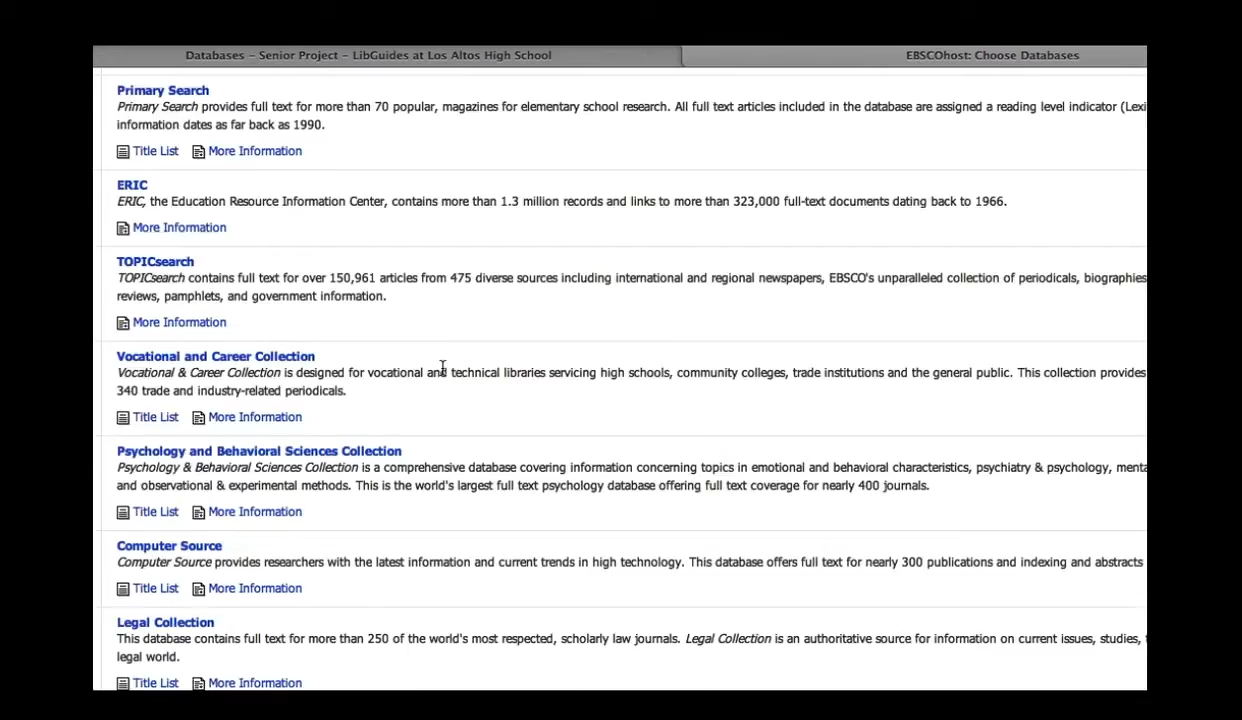 Databases – Senior Project – LibGuides at Los Altos High School
EBSCOhost: Choose Databases
Primary Search
Primary Search provides full text for more than 70 popular, magazines for elementary school research. All full text articles included in the database are assigned a reading level indicator (Lexi
information dates as far back as 1990.
Title List More Information
ERIC
ERIC, the Education Resource Information Center, contains more than 1.3 million records and links to more than 323,000 full-text documents dating back to 1966.
More Information
TOPICsearch
TOPICsearch contains full text for over 150,961 articles from 475 diverse sources including international and regional newspapers, EBSCO's unparalleled collection of periodicals, biographies
reviews, pamphlets, and government information.
More Information
Vocational and Career Collection
Vocational & Career Collection is designed for vocational and technical libraries servicing high schools, community colleges, trade institutions and the general public. This collection provides
340 trade and industry-related periodicals.
Title List More Information
Psychology and Behavioral Sciences Collection
Psychology & Behavioral Sciences Collection is a comprehensive database covering information concerning topics in emotional and behavioral characteristics, psychiatry & psychology, menta
and observational & experimental methods. This is the world's largest full text psychology database offering full text coverage for nearly 400 journals.
Title List More Information
Computer Source
Computer Source provides researchers with the latest information and current trends in high technology. This database offers full text for nearly 300 publications and indexing and abstracts
Title List More Information
Legal Collection
This database contains full text for more than 250 of the world's most respected, scholarly law journals. Legal Collection is an authoritative source for information on current issues, studies,
legal world.
Title List More Information